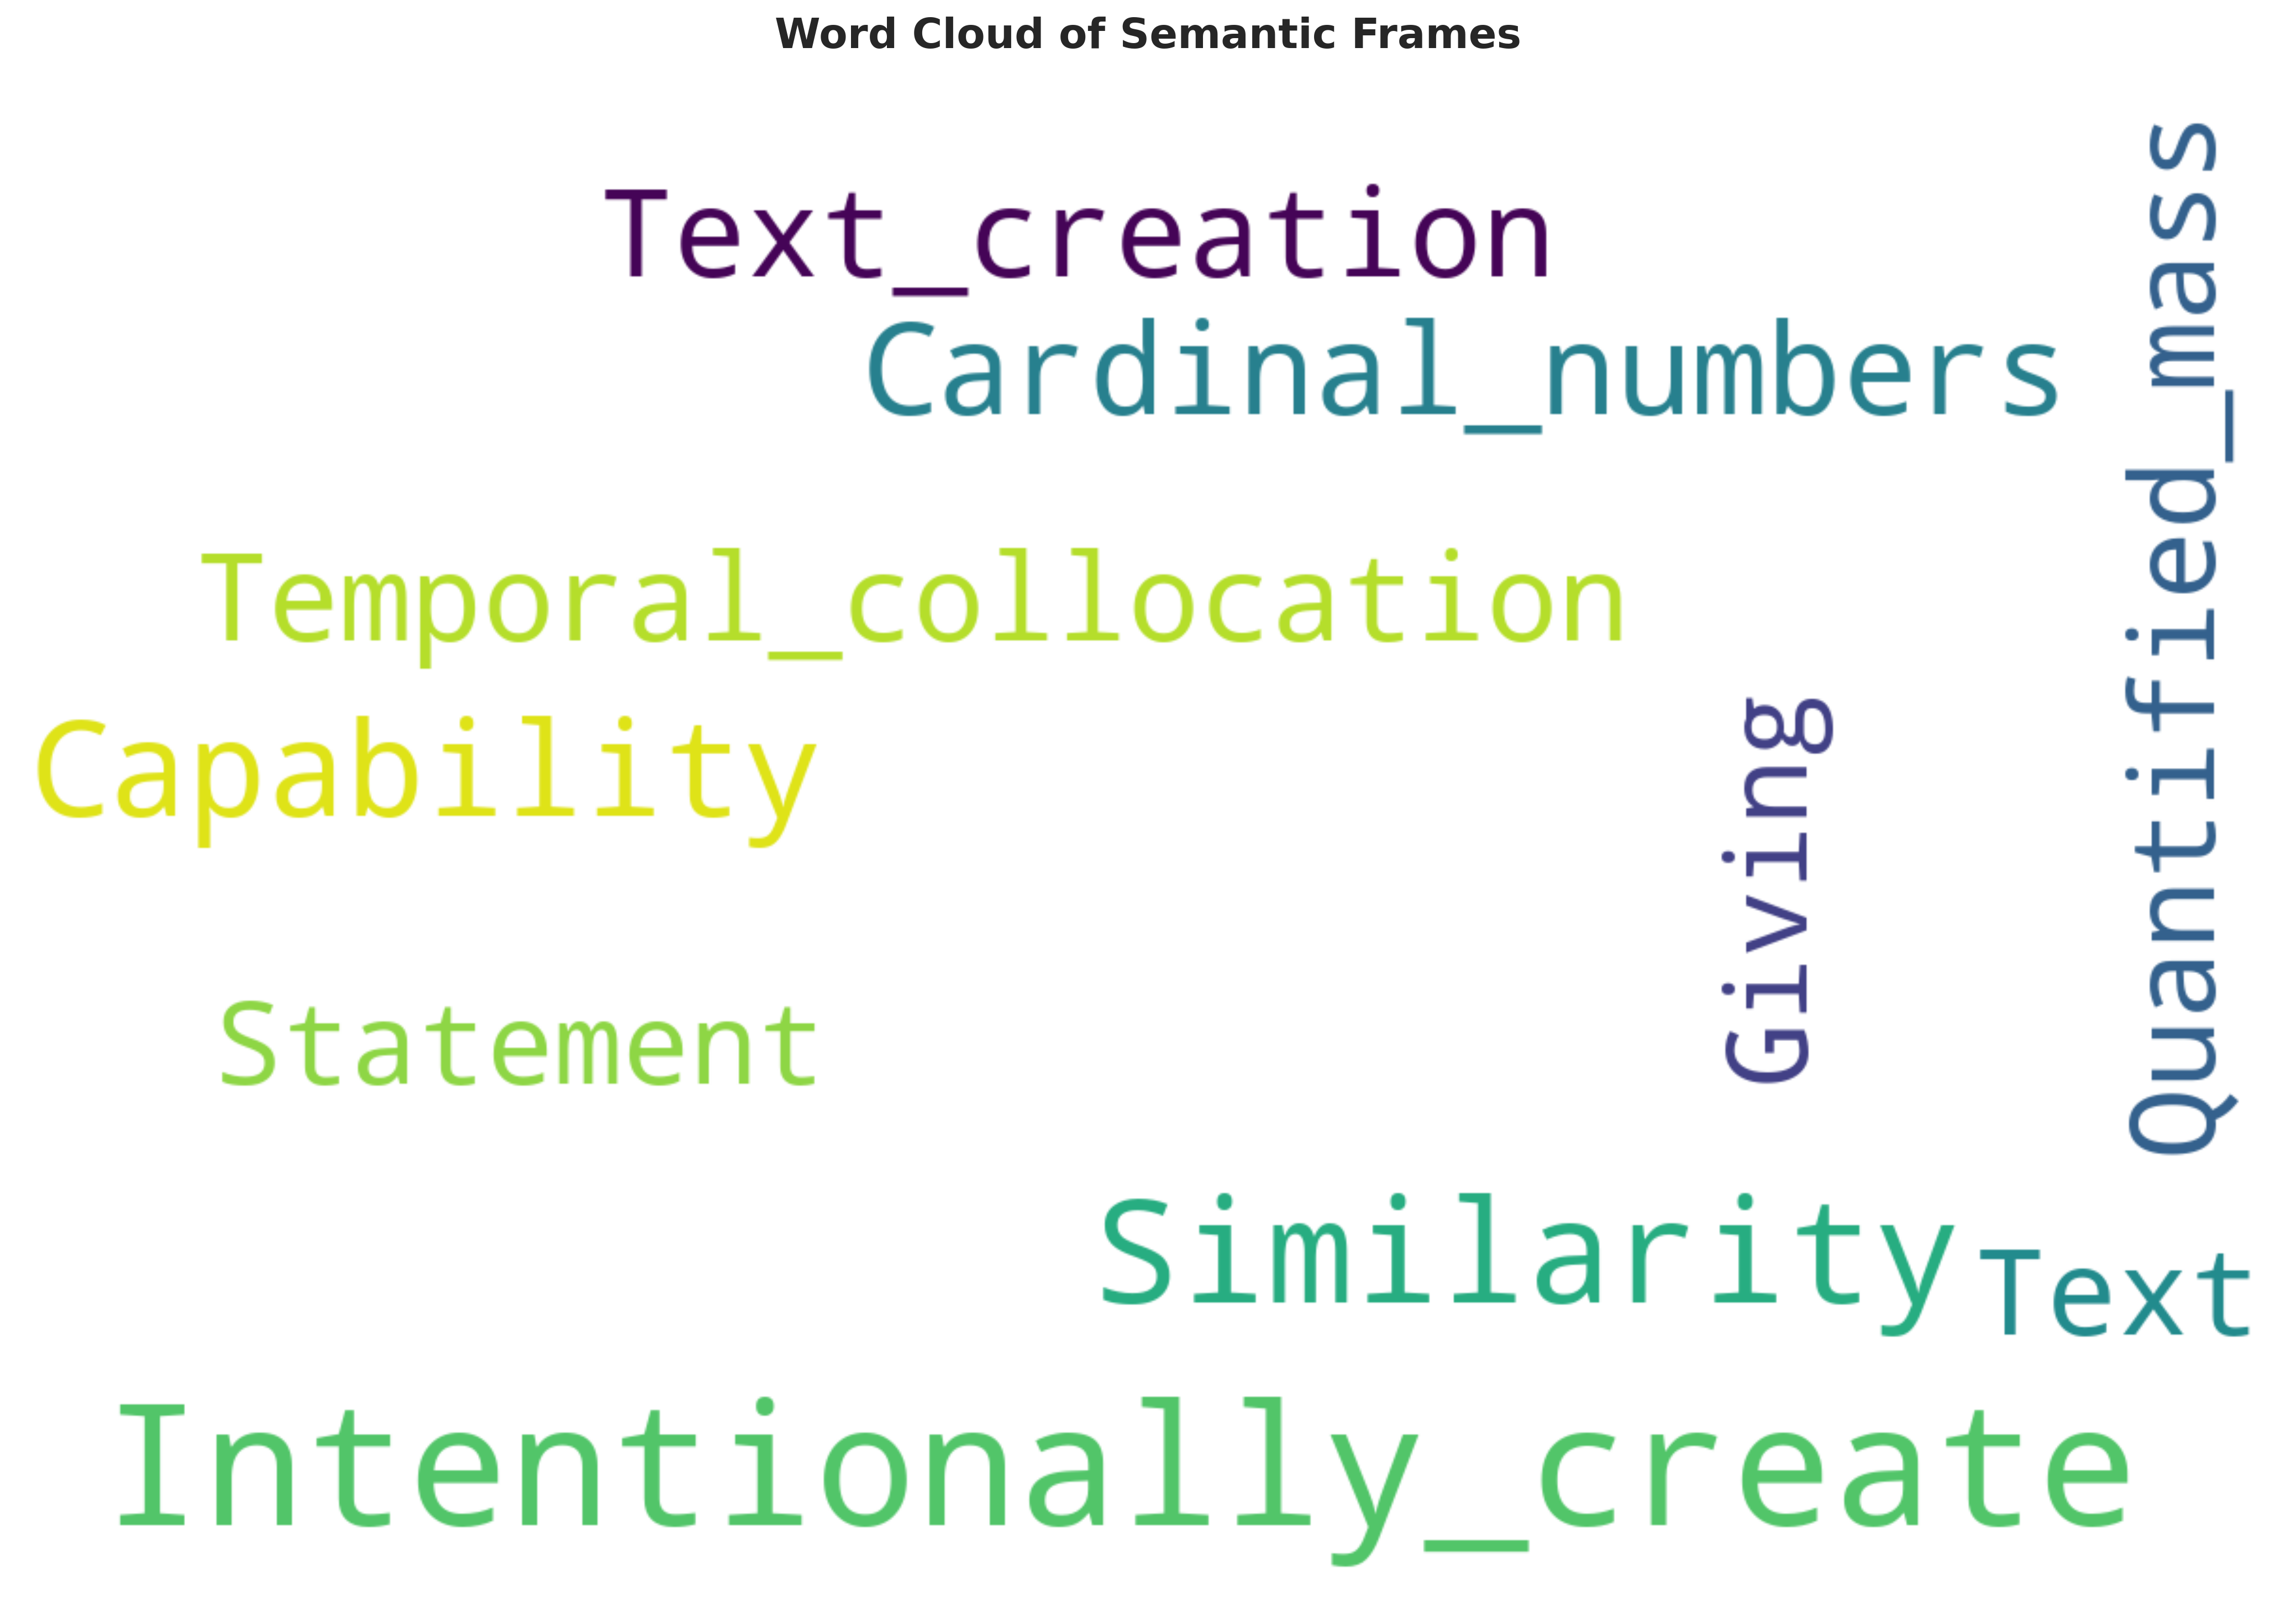 Word Cloud of Semantic Frames
Text_creation
Cardinal_numbers
Quantified_mass
Temporal_collocation
Capability
Giving
Statement
Similarity
Text
Intentionally_create